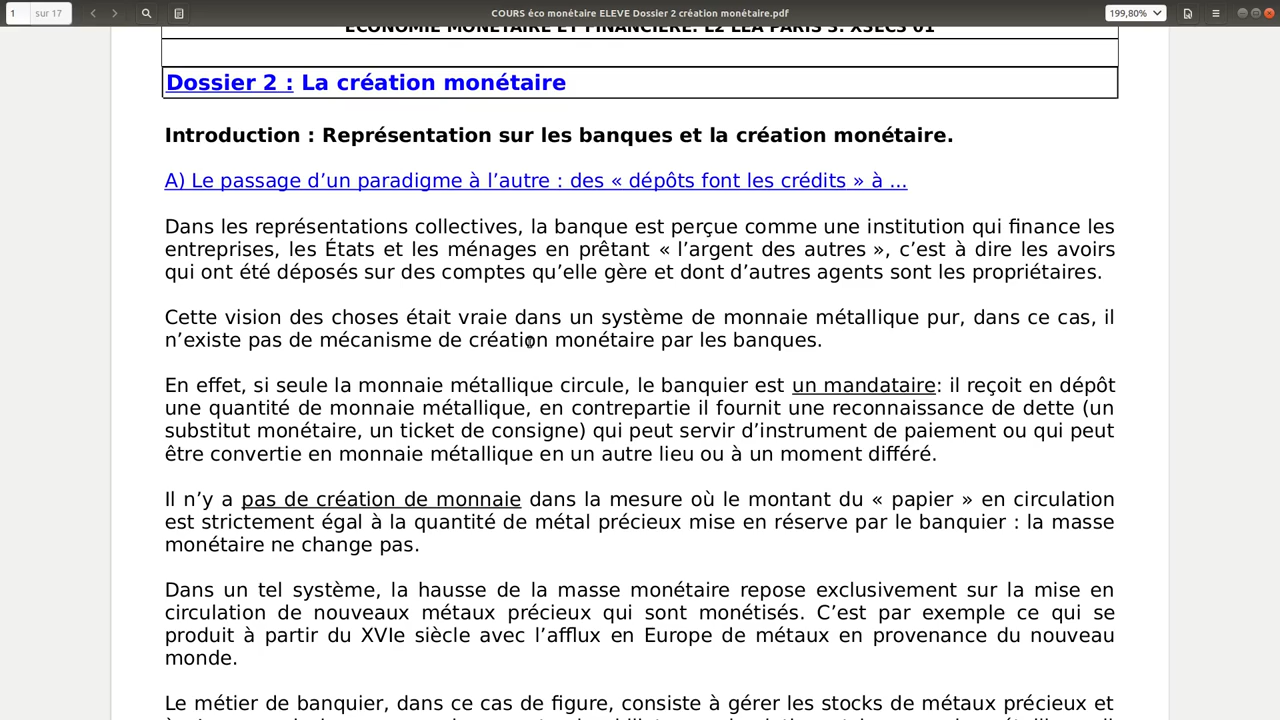 1 sur 17
COURS éco monétaire ELEVE Dossier 2 création monétaire.pdf
199,80%
ECONOMIE MONETAIRE ET FINANCIERE. L2 LEA PARIS 3. X5ECS 01
Dossier 2 : La création monétaire
Introduction : Représentation sur les banques et la création monétaire.
A) Le passage d’un paradigme à l’autre : des « dépôts font les crédits » à ...
Dans les représentations collectives, la banque est perçue comme une institution qui finance les
entreprises, les États et les ménages en prêtant « l’argent des autres », c’est à dire les avoirs
qui ont été déposés sur des comptes qu’elle gère et dont d’autres agents sont les propriétaires.
Cette vision des choses était vraie dans un système de monnaie métallique pur, dans ce cas, il
n’existe pas de mécanisme de création monétaire par les banques.
En effet, si seule la monnaie métallique circule, le banquier est un mandataire: il reçoit en dépôt
une quantité de monnaie métallique, en contrepartie il fournit une reconnaissance de dette (un
substitut monétaire, un ticket de consigne) qui peut servir d’instrument de paiement ou qui peut
être convertie en monnaie métallique en un autre lieu ou à un moment différé.
Il n’y a pas de création de monnaie dans la mesure où le montant du « papier » en circulation
est strictement égal à la quantité de métal précieux mise en réserve par le banquier : la masse
monétaire ne change pas.
Dans un tel système, la hausse de la masse monétaire repose exclusivement sur la mise en
circulation de nouveaux métaux précieux qui sont monétisés. C’est par exemple ce qui se
produit à partir du XVIe siècle avec l’afflux en Europe de métaux en provenance du nouveau
monde.
Le métier de banquier, dans ce cas de figure, consiste à gérer les stocks de métaux précieux et